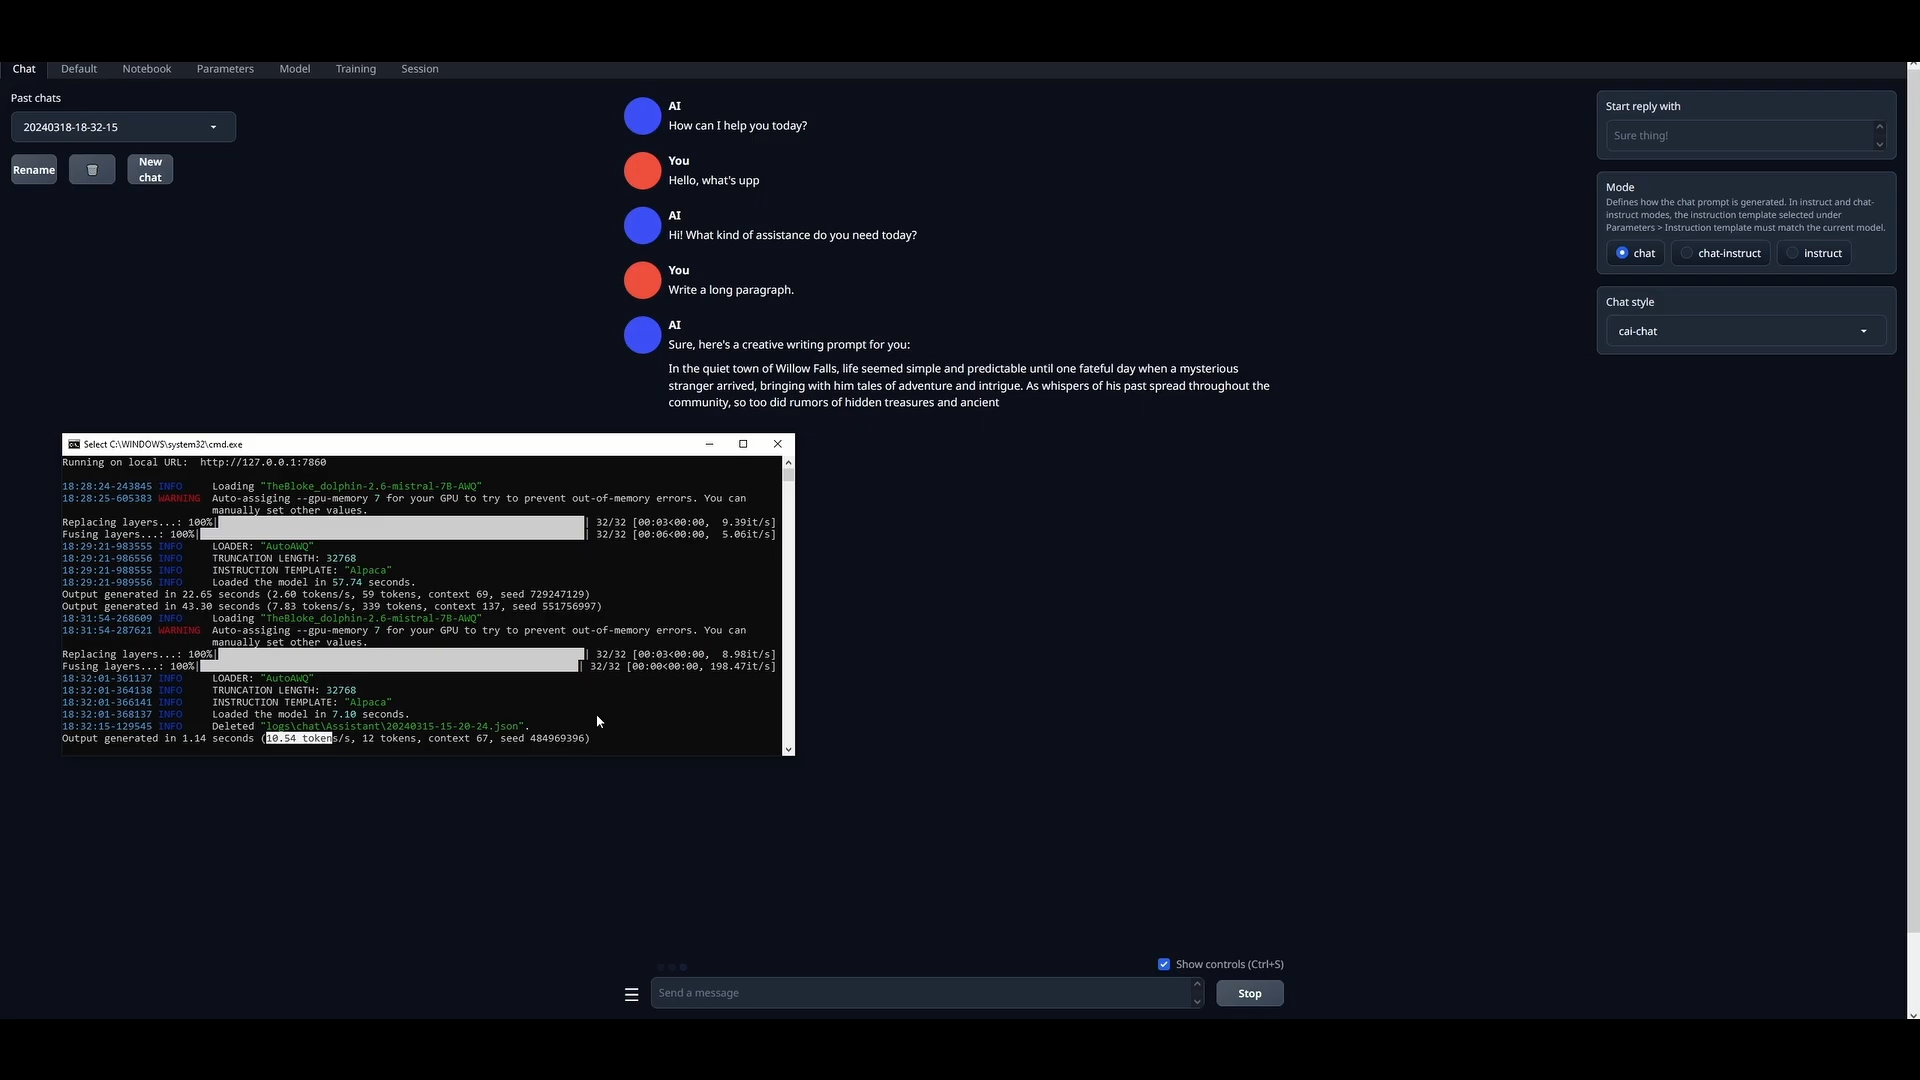 Chat Default Notebook Parameters Model Training Session
Past chats
20240318-18-32-15
Rename
New
chat
AI
How can I help you today?
You
Hello, what's upp
AI
Hi! What kind of assistance do you need today?
You
Write a long paragraph.
AI
Sure, here's a creative writing prompt for you:
In the quiet town of Willow Falls, life seemed simple and predictable until one fateful day when a mysterious
stranger arrived, bringing with him tales of adventure and intrigue. As whispers of his past spread throughout the
community, so too did rumors of hidden treasures and ancient
Start reply with
Sure thing!
Mode
Defines how the chat prompt is generated. In instruct and chat-
instruct modes, the instruction template selected under
Parameters > Instruction template must match the current model.
chat chat-instruct instruct
Chat style
cai-chat
Select C:\WINDOWS\system32\cmd.exe
Running on local URL:  http://127.0.0.1:7860
18:28:24-243845 INFO Loading "TheBloke_dolphin-2.6-mistral-7B-AWQ"
18:28:25-605383 WARNING Auto-assiging --gpu-memory 7 for your GPU to try to prevent out-of-memory errors. You can
manually set other values.
Replacing layers...: 100%| | 32/32 [00:03<00:00,  9.39it/s]
Fusing layers...: 100%| | 32/32 [00:06<00:00,  5.06it/s]
18:29:21-983555 INFO LOADER: "AutoAWQ"
18:29:21-986556 INFO TRUNCATION LENGTH: 32768
18:29:21-988555 INFO INSTRUCTION TEMPLATE: "Alpaca"
18:29:21-989556 INFO Loaded the model in 57.74 seconds.
Output generated in 22.65 seconds (2.60 tokens/s, 59 tokens, context 69, seed 729247129)
Output generated in 43.30 seconds (7.83 tokens/s, 339 tokens, context 137, seed 551756997)
18:31:54-268609 INFO Loading "TheBloke_dolphin-2.6-mistral-7B-AWQ"
18:31:54-287621 WARNING Auto-assiging --gpu-memory 7 for your GPU to try to prevent out-of-memory errors. You can
manually set other values.
Replacing layers...: 100%| | 32/32 [00:03<00:00,  8.98it/s]
Fusing layers...: 100%| | 32/32 [00:00<00:00, 198.47it/s]
18:32:01-361137 INFO LOADER: "AutoAWQ"
18:32:01-364138 INFO TRUNCATION LENGTH: 32768
18:32:01-366141 INFO INSTRUCTION TEMPLATE: "Alpaca"
18:32:01-368137 INFO Loaded the model in 7.10 seconds.
18:32:15-129545 INFO Deleted "logs\chat\Assistant\20240315-15-20-24.json".
Output generated in 1.14 seconds (10.54 tokens/s, 12 tokens, context 67, seed 484969396)
Show controls (Ctrl+S)
Send a message
Stop